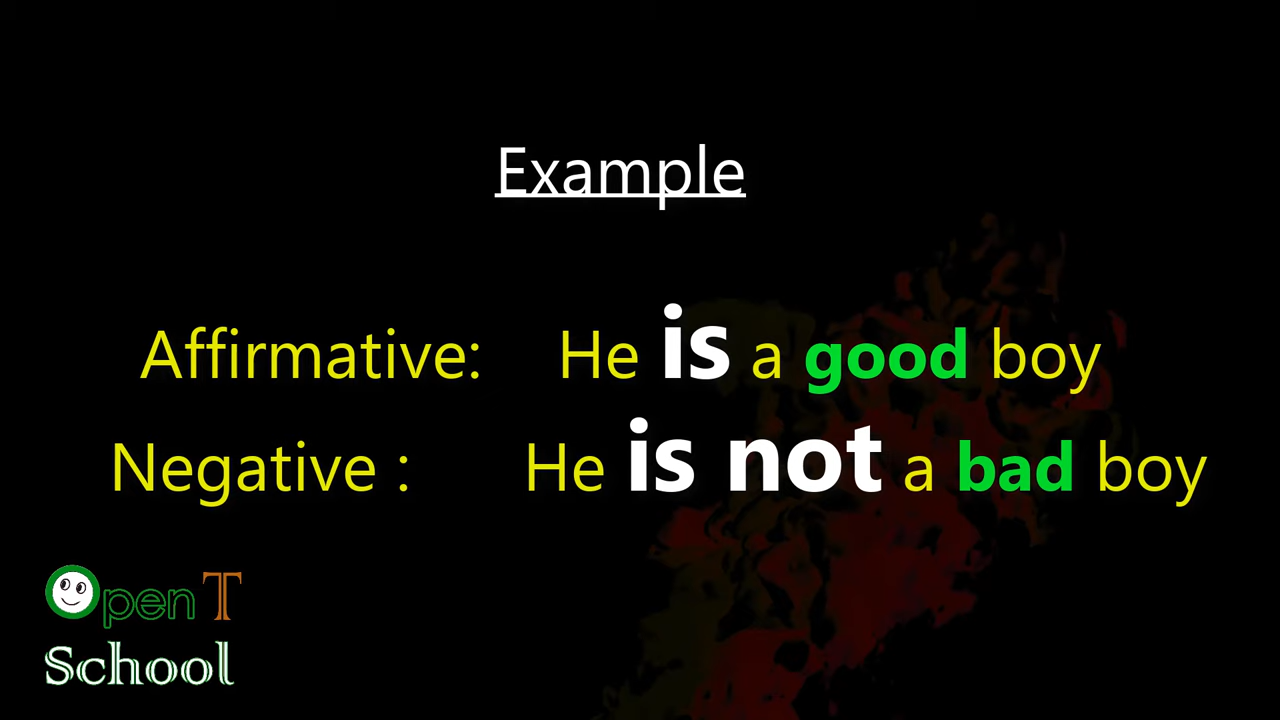 Example
Affirmative: He is a good boy
Negative : He is not a bad boy
Open T
School